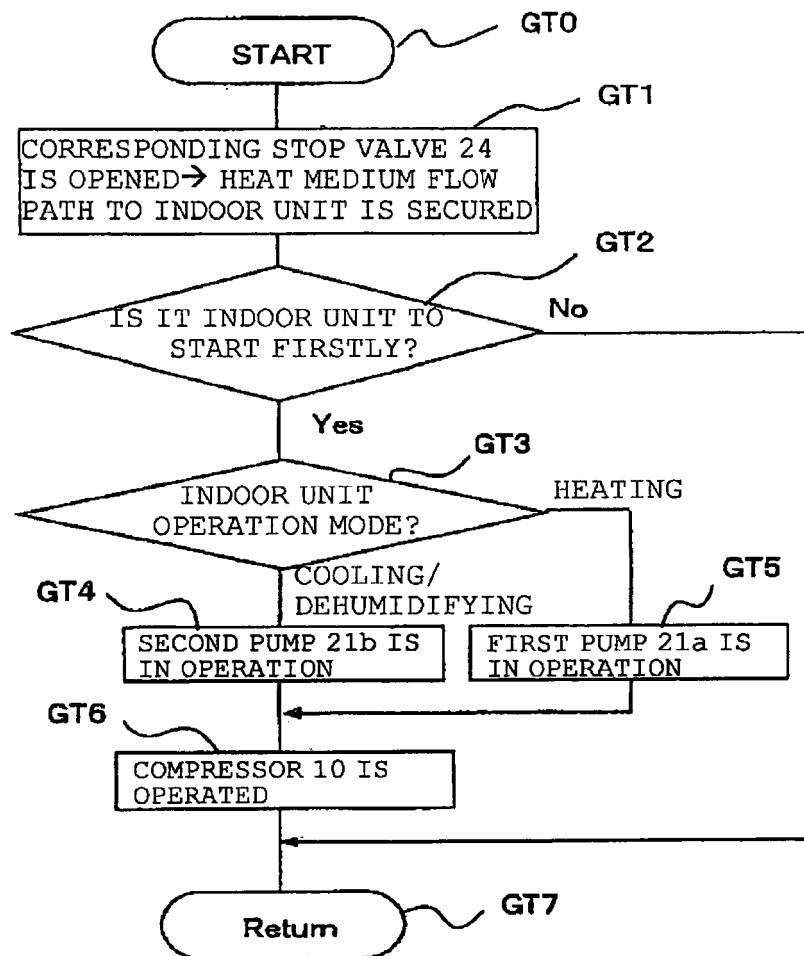 GT0
START
GT1
CORRESPONDING STOP VALVE 24
IS OPENED→ HEAT MEDIUM FLOW
PATH TO INDOOR UNIT IS SECURED
GT2
IS IT INDOOR UNIT TO
START FIRSTLY?
No
Yes
GT3
INDOOR UNIT
OPERATION MODE?
HEATING
COOLING/
DEHUMIDIFYING
GT4
GT5
SECOND PUMP 21b IS
IN OPERATION
FIRST PUMP 21a IS
IN OPERATION
GT6
COMPRESSOR 10 IS
OPERATED
Return
GT7